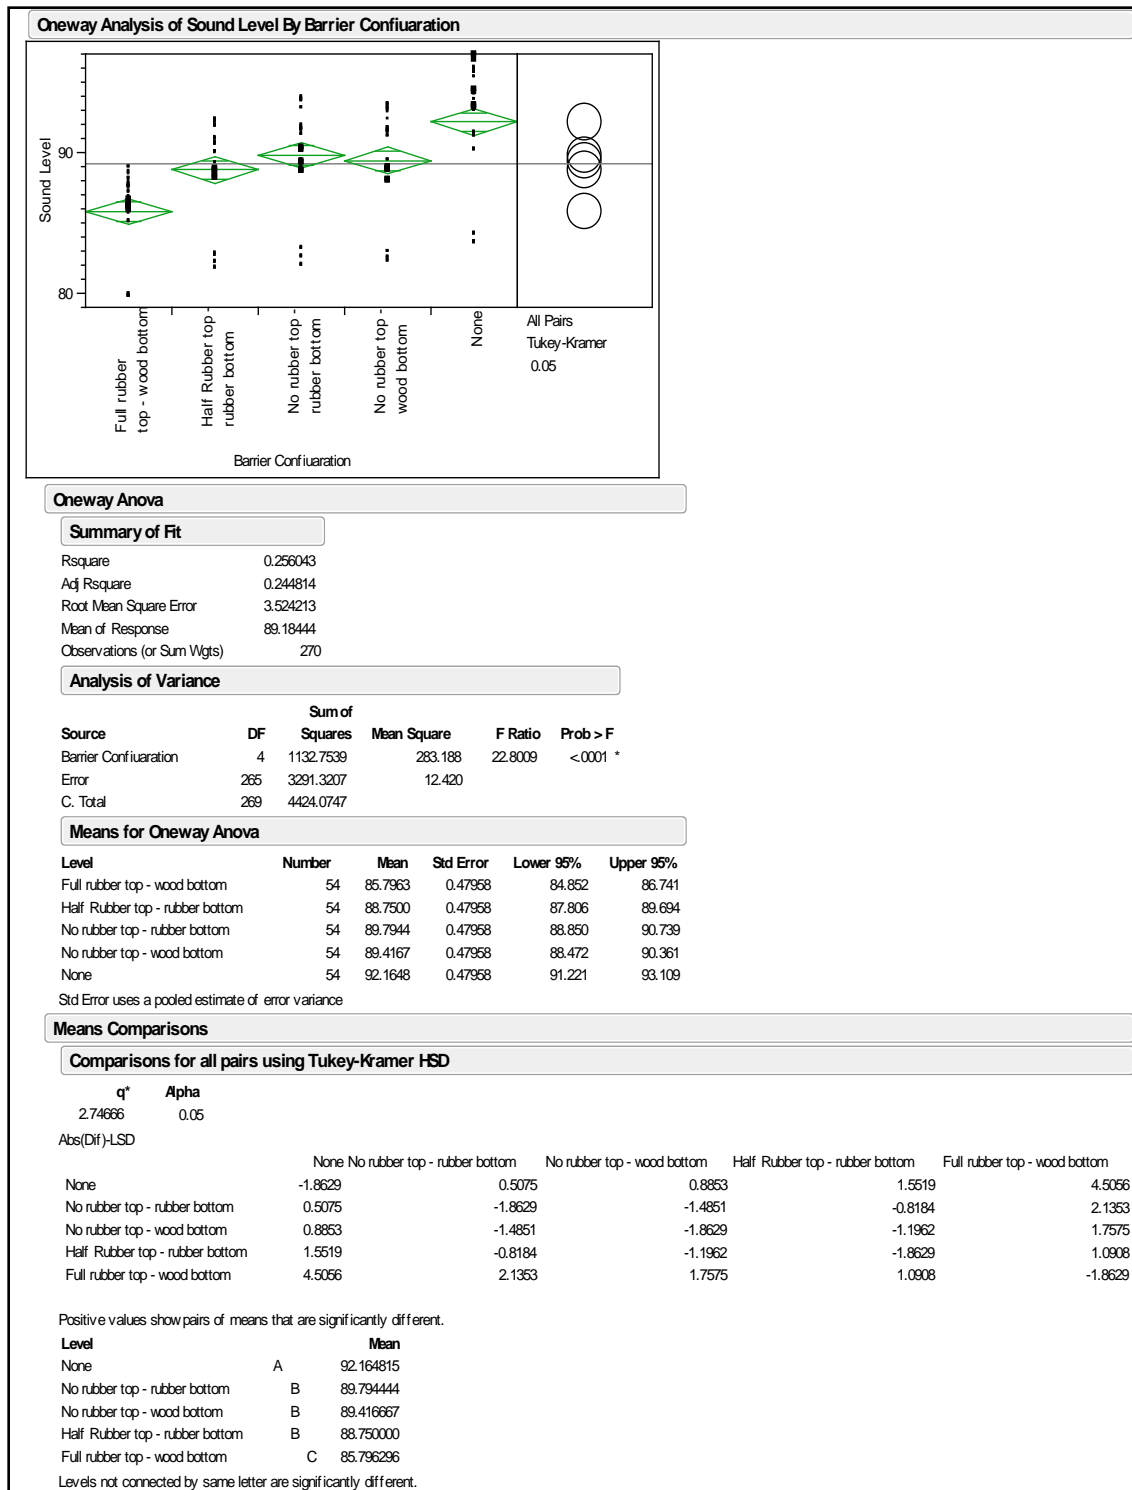 Oneway Analysis of Sound Level By Barrier Confiuaration
Sound Level
90
80
Full rubber
top - wood bottom
Half Rubber top -
rubber bottom
No rubber top -
rubber bottom
No rubber top -
wood bottom
None
All Pairs
Tukey-Kramer
0.05
Barrier Confiuaration
Oneway Anova
Summary of Fit
Rsquare 0.256043
Adj Rsquare 0.244814
Root Mean Square Error 3.524213
Mean of Response 89.18444
Observations (or Sum Wgts) 270
Analysis of Variance
Sum of
Source DF Squares Mean Square F Ratio Prob > F
Barrier Confiuaration 4 1132.7539 283.188 22.8009 <.0001 *
Error 265 3291.3207 12.420
C. Total 269 4424.0747
Means for Oneway Anova
Level Number Mean Std Error Lower 95% Upper 95%
Full rubber top - wood bottom 54 85.7963 0.47958 84.852 86.741
Half Rubber top - rubber bottom 54 88.7500 0.47958 87.806 89.694
No rubber top - rubber bottom 54 89.7944 0.47958 88.850 90.739
No rubber top - wood bottom 54 89.4167 0.47958 88.472 90.361
None 54 92.1648 0.47958 91.221 93.109
Std Error uses a pooled estimate of error variance
Means Comparisons
Comparisons for all pairs using Tukey-Kramer HSD
q* Alpha
2.74666 0.05
Abs(Dif)-LSD
None No rubber top - rubber bottom No rubber top - wood bottom Half Rubber top - rubber bottom Full rubber top - wood bottom
None -1.8629 0.5075 0.8853 1.5519 4.5056
No rubber top - rubber bottom 0.5075 -1.8629 -1.4851 -0.8184 2.1353
No rubber top - wood bottom 0.8853 -1.4851 -1.8629 -1.1962 1.7575
Half Rubber top - rubber bottom 1.5519 -0.8184 -1.1962 -1.8629 1.0908
Full rubber top - wood bottom 4.5056 2.1353 1.7575 1.0908 -1.8629
Positive values show pairs of means that are significantly different.
Level Mean
None A 92.164815
No rubber top - rubber bottom B 89.794444
No rubber top - wood bottom B 89.416667
Half Rubber top - rubber bottom B 88.750000
Full rubber top - wood bottom C 85.796296
Levels not connected by same letter are significantly different.